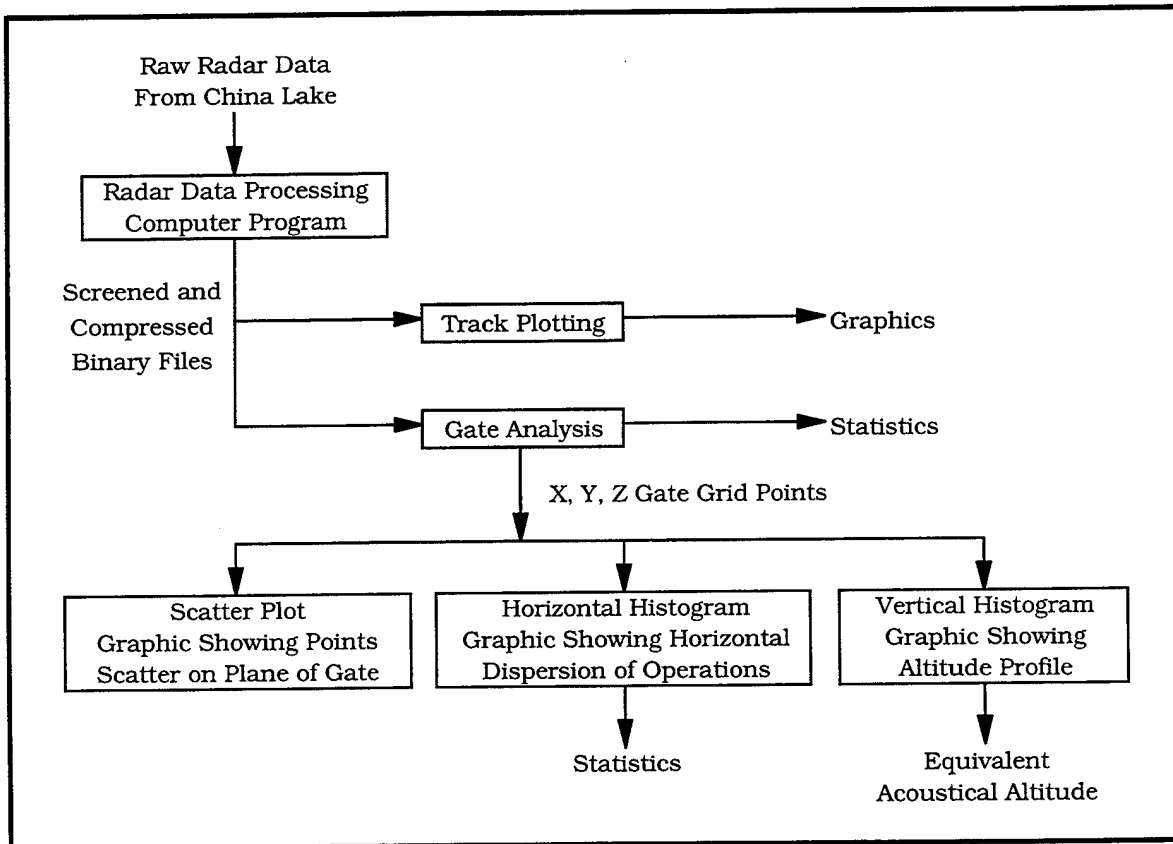 Raw Radar Data
From China Lake
Radar Data Processing
Computer Program
Screened and
Compressed
Binary Files
Track Plotting
Graphics
Gate Analysis
Statistics
X, Y, Z Gate Grid Points
Scatter Plot
Graphic Showing Points
Scatter on Plane of Gate
Horizontal Histogram
Graphic Showing Horizontal
Dispersion of Operations
Vertical Histogram
Graphic Showing
Altitude Profile
Statistics
Equivalent
Acoustical Altitude